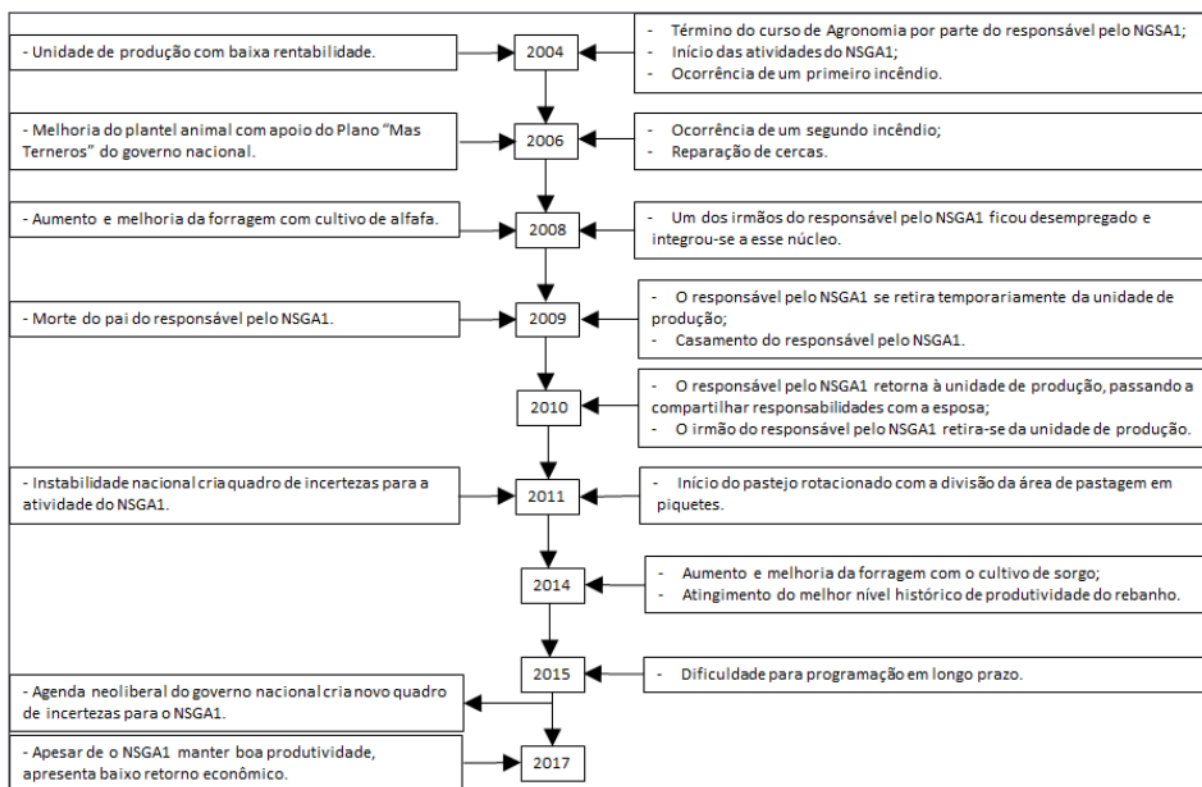 - Unidade de produção com baixa rentabilidade.
2004
- Término do curso de Agronomia por parte do responsável pelo NGSA1;
- Início das atividades do NSGA1;
- Ocorrência de um primeiro incêndio.
- Melhoria do plantel animal com apoio do Plano “Mas
Terneros” do governo nacional.
2006
- Ocorrência de um segundo incêndio;
- Reparação de cercas.
- Aumento e melhoria da forragem com cultivo de alfafa.
2008
- Um dos irmãos do responsável pelo NSGA1 ficou desempregado e
integrou-se a esse núcleo.
- Morte do pai do responsável pelo NSGA1.
2009
- O responsável pelo NSGA1 se retira temporariamente da unidade de
produção;
- Casamento do responsável pelo NSGA1.
2010
- O responsável pelo NSGA1 retorna à unidade de produção, passando a
compartilhar responsabilidades com a esposa;
- O irmão do responsável pelo NSGA1 retira-se da unidade de produção.
- Instabilidade nacional cria quadro de incertezas para a
atividade do NSGA1.
2011
- Início do pastejo rotacionado com a divisão da área de pastagem em
piquetes.
2014
- Aumento e melhoria da forragem com o cultivo de sorgo;
- Atingimento do melhor nível histórico de produtividade do rebanho.
2015
- Dificuldade para programação em longo prazo.
- Agenda neoliberal do governo nacional cria novo quadro
de incertezas para o NSGA1.
- Apesar de o NSGA1 manter boa produtividade,
apresenta baixo retorno econômico.
2017